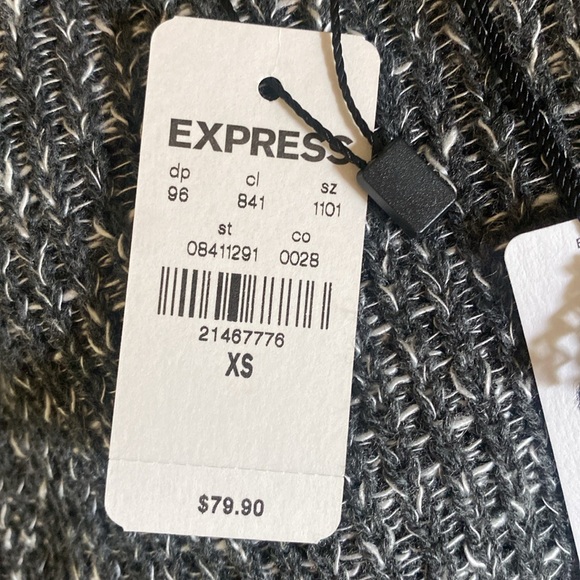 EXPRESS
dp cl sz
96 841 1101
st co
08411291 0028
21467776
XS
$79.90